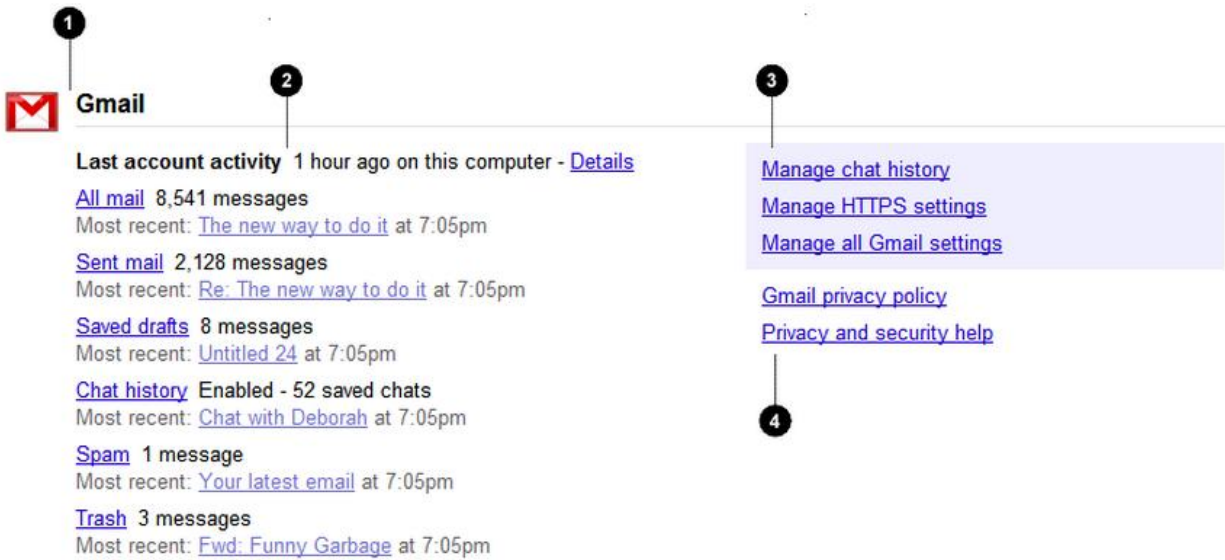 1
2
3
Gmail
Last account activity 1 hour ago on this computer - Details
All mail 8,541 messages
Most recent: The new way to do it at 7:05pm
Sent mail 2,128 messages
Most recent: Re: The new way to do it at 7:05pm
Saved drafts 8 messages
Most recent: Untitled 24 at 7:05pm
Chat history Enabled - 52 saved chats
Most recent: Chat with Deborah at 7:05pm
Spam 1 message
Most recent: Your latest email at 7:05pm
Trash 3 messages
Most recent: Fwd: Funny Garbage at 7:05pm
Manage chat history
Manage HTTPS settings
Manage all Gmail settings
Gmail privacy policy
Privacy and security help
4